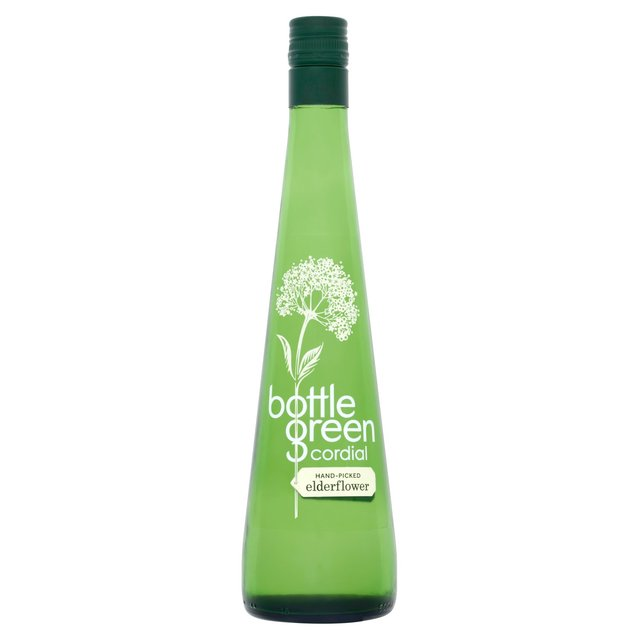 bottle
green
cordial
HAND-PICKED
elderflower